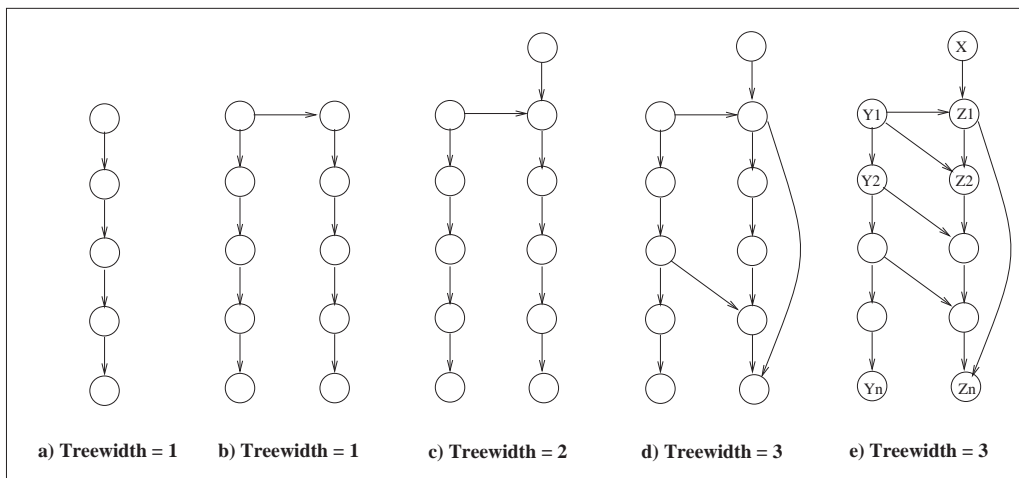 X
Y1
Z1
Y2
Z2
Yn
Zn
a) Treewidth = 1
b) Treewidth = 1
c) Treewidth = 2
d) Treewidth = 3
e) Treewidth = 3